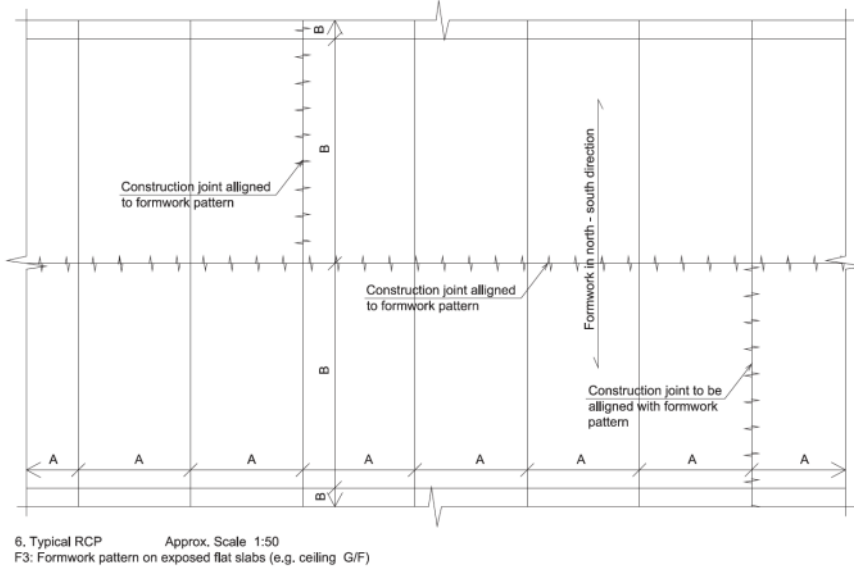 B
B
Construction joint alligned
to formwork pattern
Formwork in north - south direction
Construction joint alligned
to formwork pattern
B
Construction joint to be
alligned with formwork
pattern
A A A A A A A A
B
6. Typical RCP Approx. Scale 1:50
F3: Formwork pattern on exposed flat slabs (e.g. ceiling G/F)